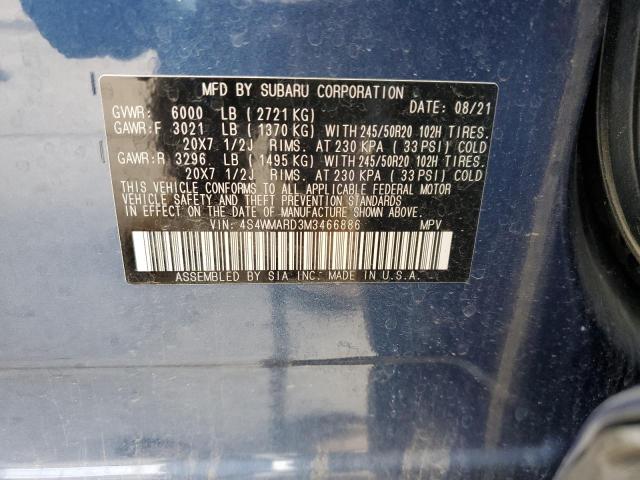 MFD BY SUBARU CORPORATION
GVWR: 6000 LB ( 2721 KG) DATE: 08/21
GAWR:F 3021 LB ( 1370 KG) WITH 245/50R20 102H TIRES.
20X7 1/2J RIMS. AT 230 KPA ( 33 PSI) COLD
GAWR:R 3296 LB ( 1495 KG) WITH 245/50R20 102H TIRES.
20X7 1/2J RIMS. AT 230 KPA ( 33 PSI) COLD
THIS VEHICLE CONFORMS TO ALL APPLICABLE FEDERAL MOTOR
VEHICLE SAFETY AND THEFT PREVENTION STANDARDS
IN EFFECT ON THE DATE OF MANUFACTURE SHOWN ABOVE.
VIN: 4S4WMARD3M3466886 MPV
ASSEMBLED BY SIA INC. MADE IN U.S.A.